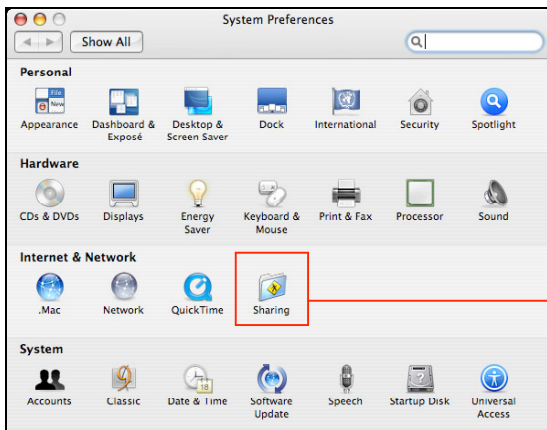 System Preferences
Show All
Personal
File
New
Appearance
Dashboard &
Exposé
Desktop &
Screen Saver
Dock
International
Security
Spotlight
Hardware
CDs & DVDs
Displays
Energy
Saver
Keyboard &
Mouse
Print & Fax
Processor
Sound
Internet & Network
.Mac
Network
QuickTime
Sharing
System
18
Accounts
Classic
Date & Time
Software
Update
Speech
Startup Disk
Universal
Access